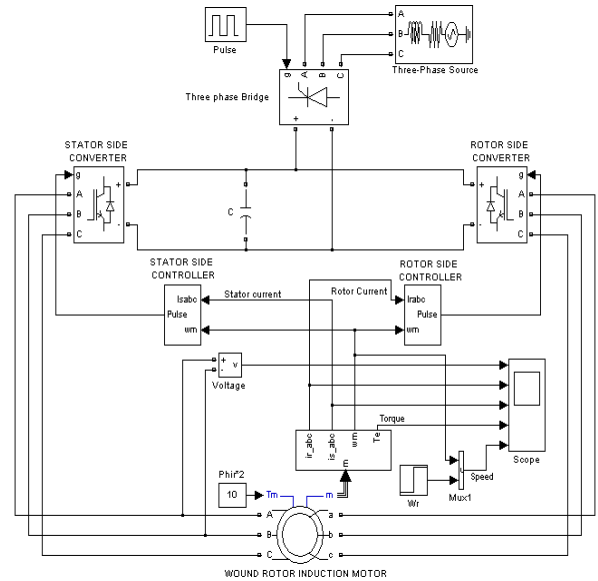 Pulse
A
B
C
Three-Phase Source
g
A
B
C
Three phase Bridge
+
-
STATOR SIDE
CONVERTER
ROTOR SIDE
CONVERTER
g
A
B
C
+
-
C
+
-
g
A
B
C
STATOR SIDE
CONTROLLER
ROTOR SIDE
CONTROLLER
Isabc
Pulse
wm
Stator current
Rotor Current
Irabc
Pulse
wm
+
-
v
Voltage
Torque
Scope
ir_abc
is_abc
wm
Te
m
Speed
Mux1
Wr
Phir*2
10
Tm
m
A
B
C
a
b
c
WOUND ROTOR INDUCTION MOTOR